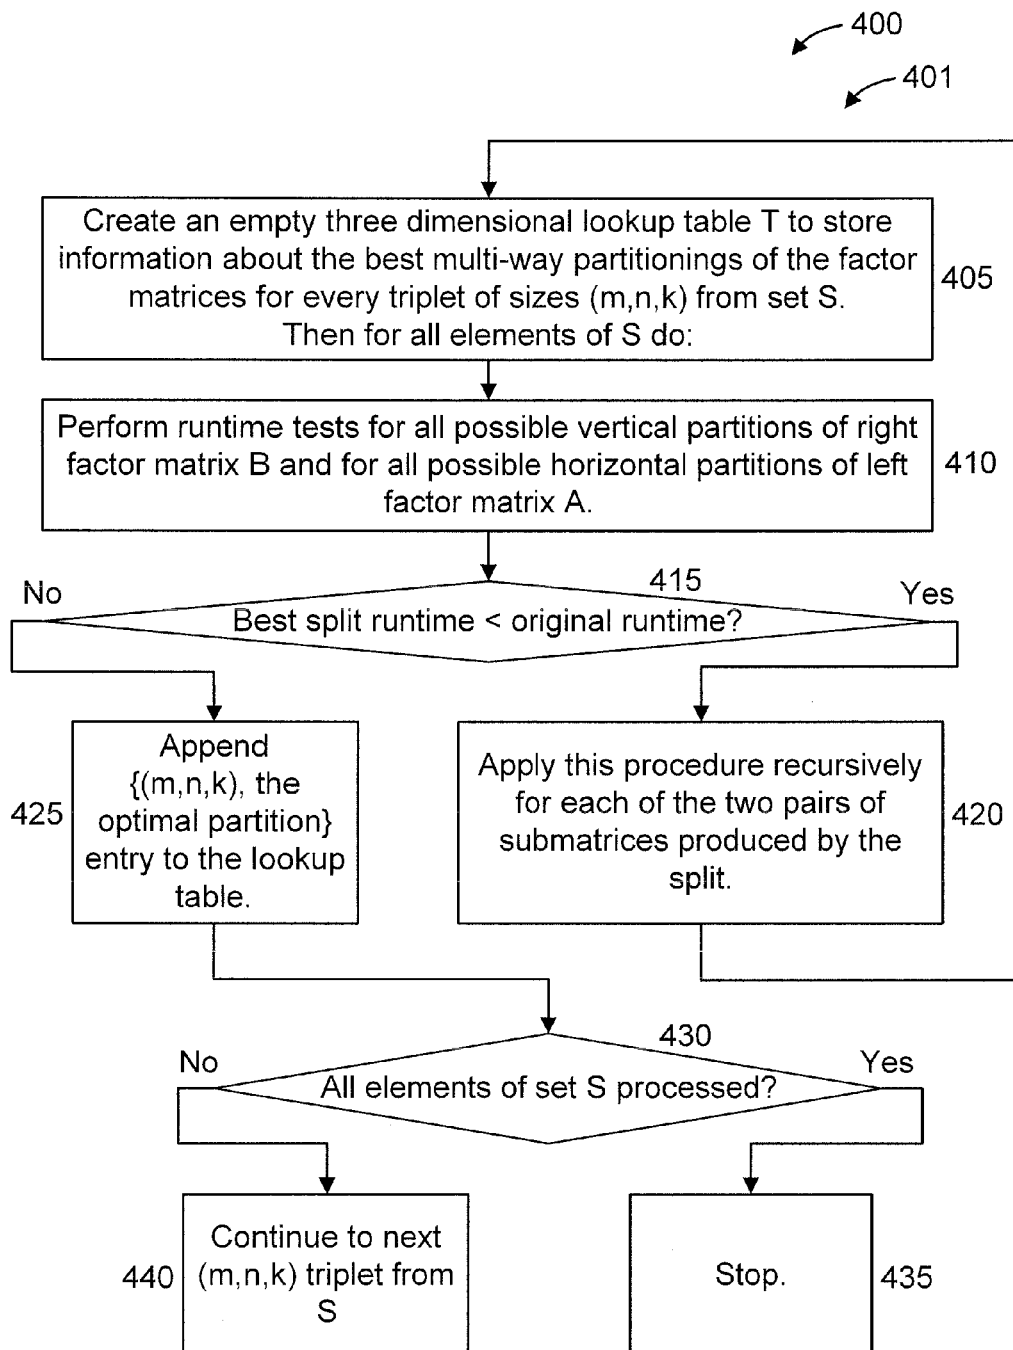 400
401
Create an empty three dimensional lookup table T to store
information about the best multi-way partitionings of the factor
matrices for every triplet of sizes (m,n,k) from set S.
Then for all elements of S do:
405
Perform runtime tests for all possible vertical partitions of right
factor matrix B and for all possible horizontal partitions of left
factor matrix A.
410
415
No
Yes
Best split runtime < original runtime?
Append
{(m,n,k), the
optimal partition}
entry to the lookup
table.
425
Apply this procedure recursively
for each of the two pairs of
submatrices produced by the
split.
420
430
No
Yes
All elements of set S processed?
Continue to next
(m,n,k) triplet from
S
440
Stop.
435